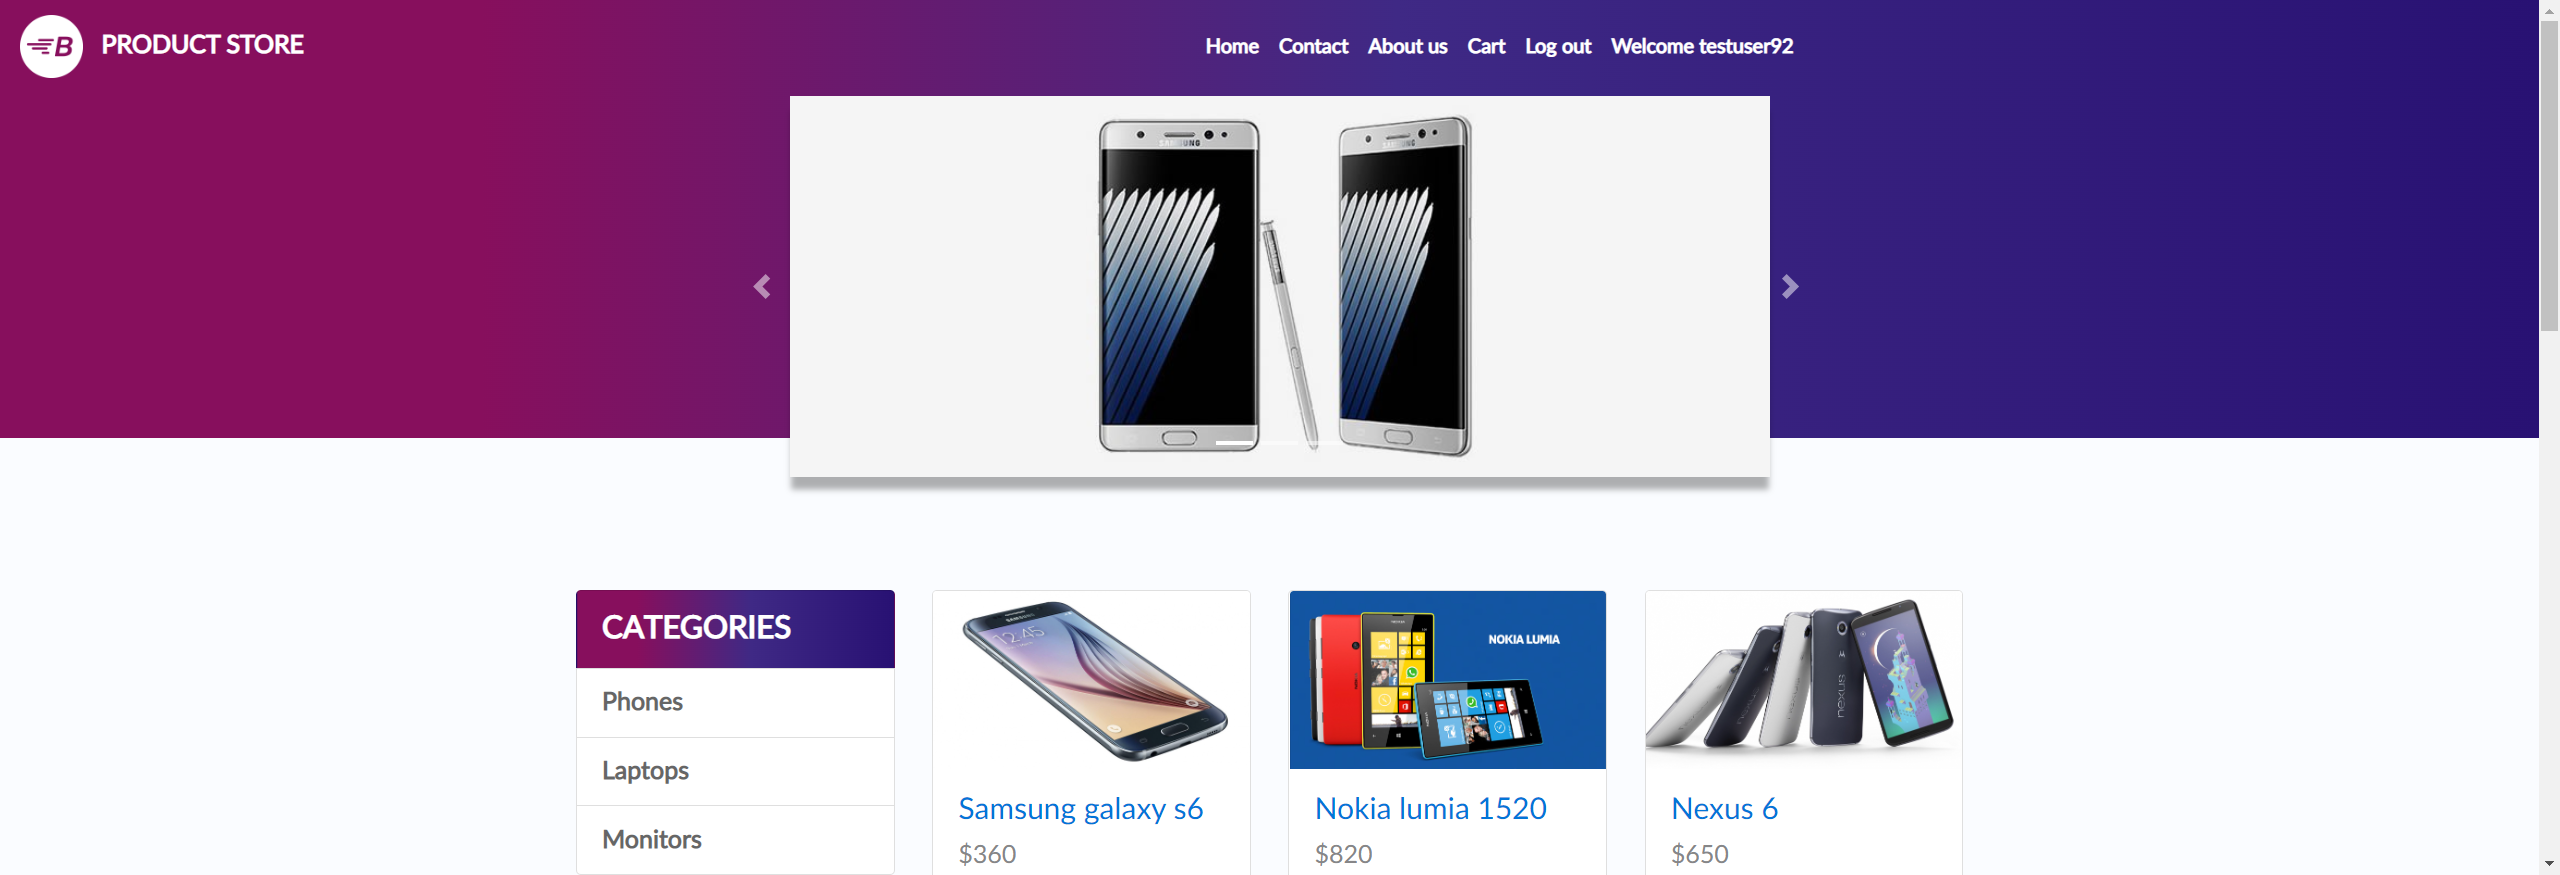 B PRODUCT STORE
Home Contact About us Cart Log out Welcome testuser92
SAMSUNG SAMSUNG
CATEGORIES
Phones
Laptops
Monitors
SAMSUNG
12:45
NOKIA LUMIA
nexus
Samsung galaxy s6
$360
Nokia lumia 1520
$820
Nexus 6
$650